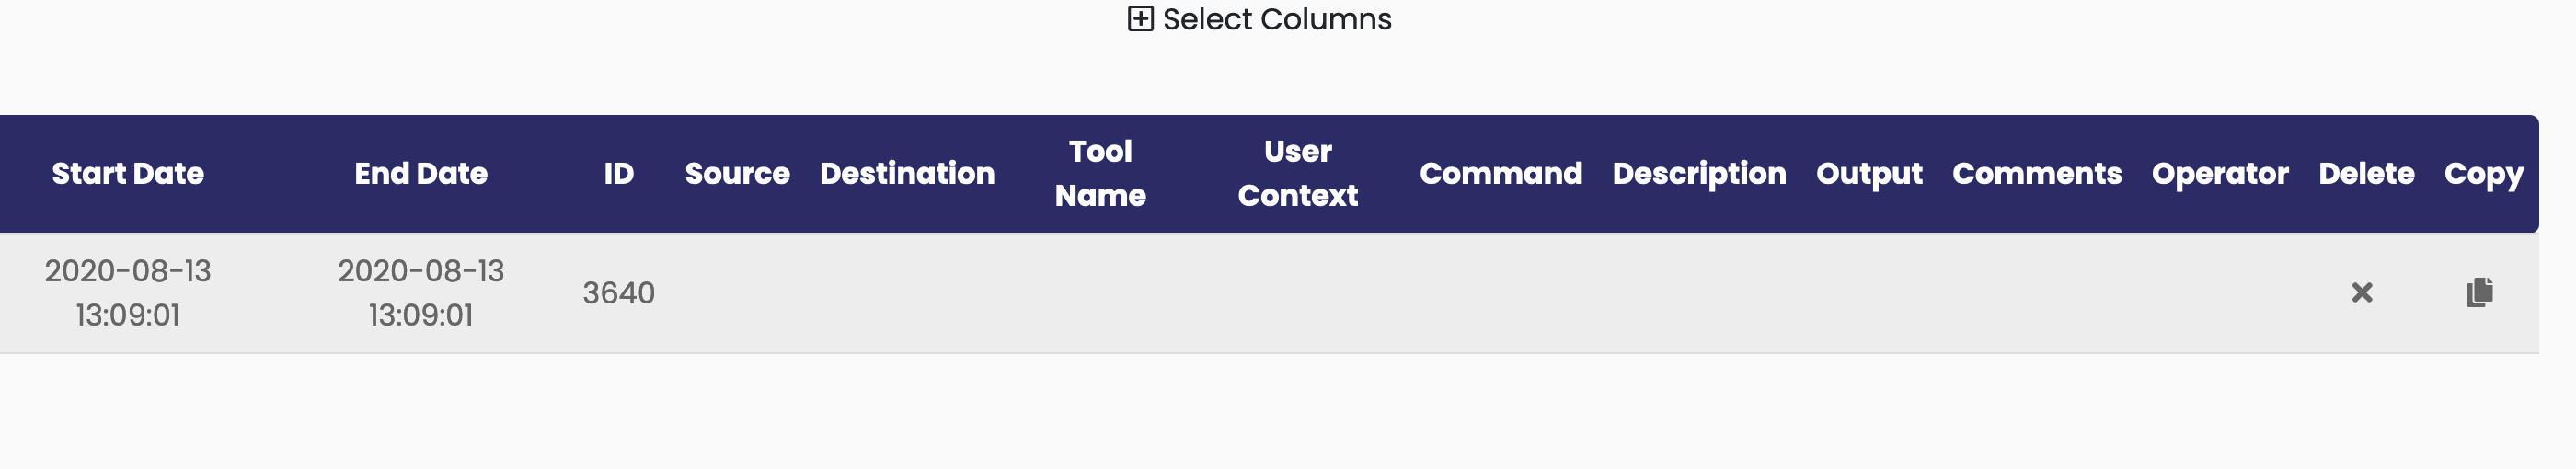 Select Columns
Start Date End Date ID Source Destination Tool Name User Context Command Description Output Comments Operator Delete Copy
2020-08-13 13:09:01 2020-08-13 13:09:01 3640